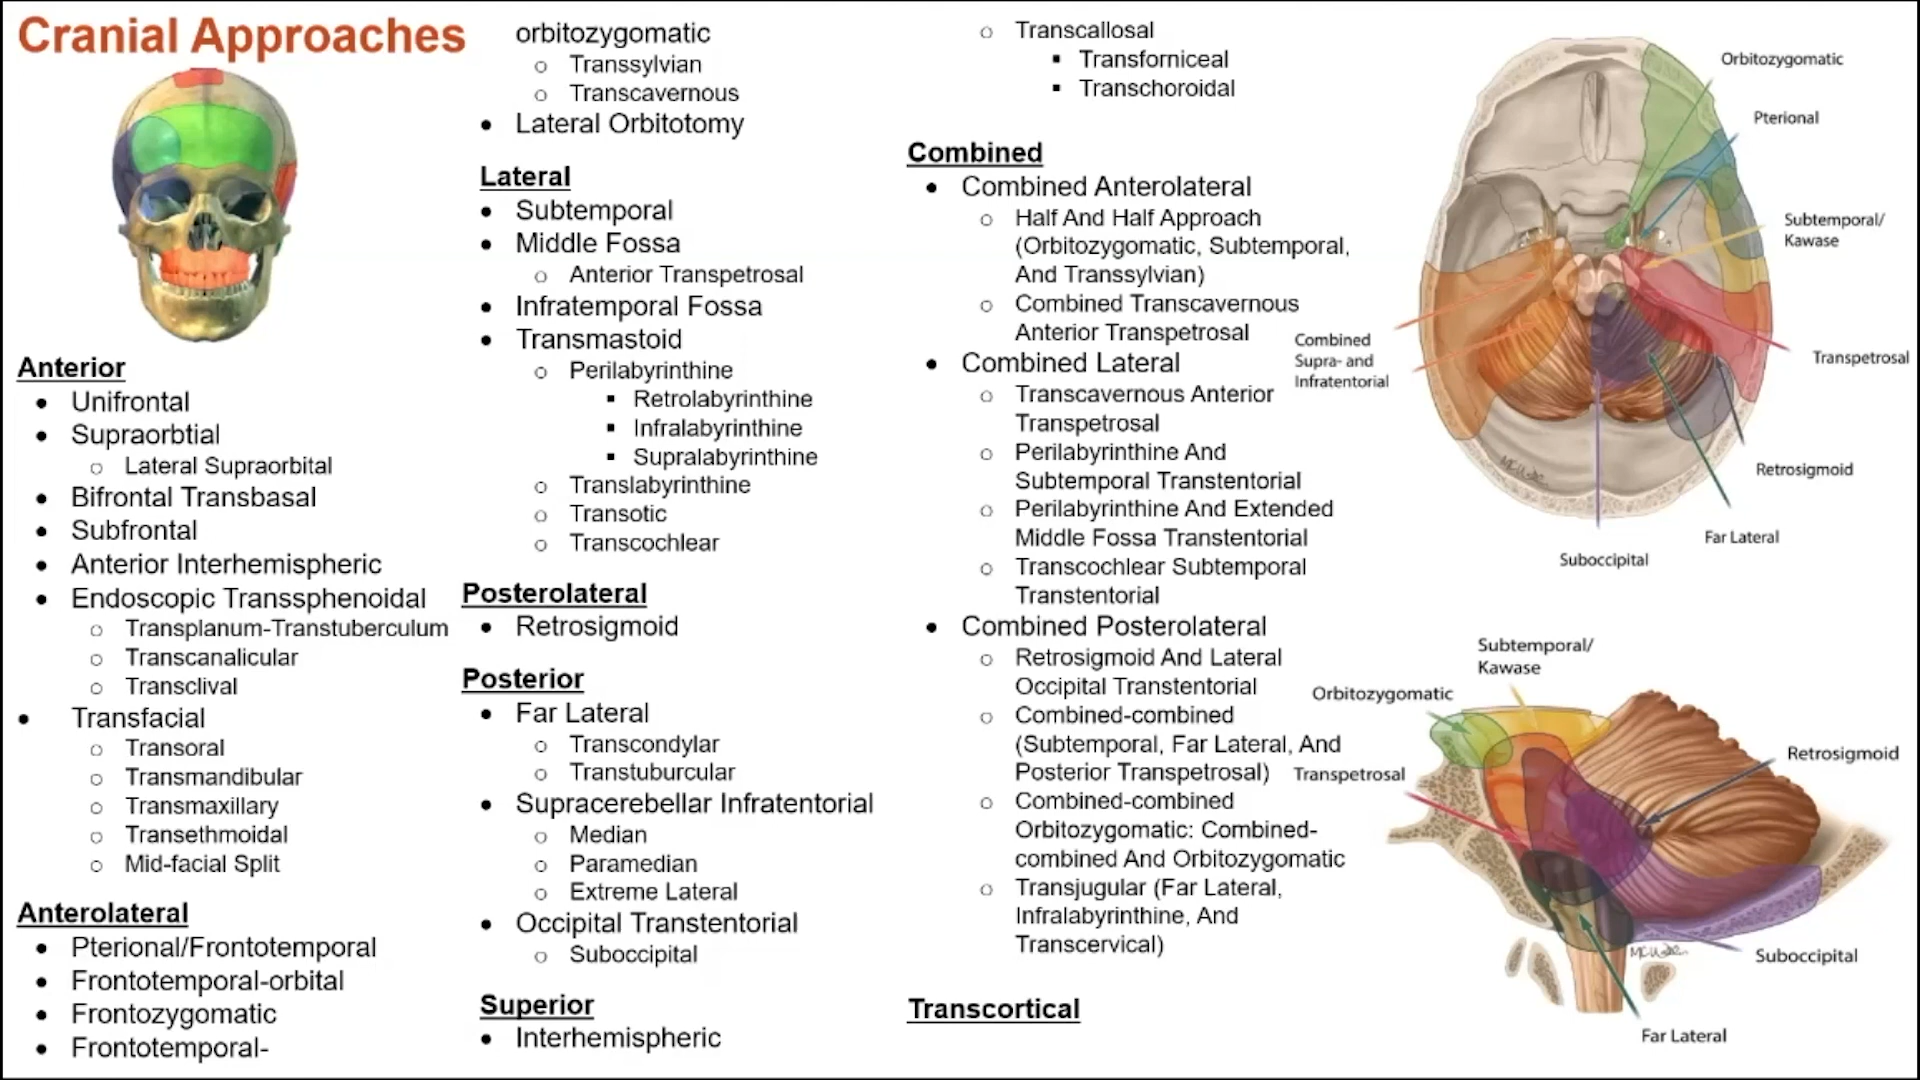 Cranial Approaches
Anterior
• Unifrontal
• Supraorbtial
○ Lateral Supraorbital
• Bifrontal Transbasal
• Subfrontal
• Anterior Interhemispheric
• Endoscopic Transsphenoidal
○ Transplanum-Transtuberculum
○ Transcanalicular
○ Transclival
• Transfacial
○ Transoral
○ Transmandibular
○ Transmaxillary
○ Transethmoidal
○ Mid-facial Split
Anterolateral
• Pterional/Frontotemporal
• Frontotemporal-orbital
• Frontozygomatic
• Frontotemporal-
orbitozygomatic
○ Transsylvian
○ Transcavernous
• Lateral Orbitotomy
Lateral
• Subtemporal
• Middle Fossa
○ Anterior Transpetrosal
• Infratemporal Fossa
• Transmastoid
○ Perilabyrinthine
▪ Retrolabyrinthine
▪ Infralabyrinthine
▪ Supralabyrinthine
○ Translabyrinthine
○ Transotic
○ Transcochlear
Posterolateral
• Retrosigmoid
Posterior
• Far Lateral
○ Transcondylar
○ Transtuburcular
• Supracerebellar Infratentorial
○ Median
○ Paramedian
○ Extreme Lateral
• Occipital Transtentorial
○ Suboccipital
Superior
• Interhemispheric
○ Transcallosal
▪ Transforniceal
▪ Transchoroidal
Combined
• Combined Anterolateral
○ Half And Half Approach
(Orbitozygomatic, Subtemporal,
And Transsylvian)
○ Combined Transcavernous
Anterior Transpetrosal
• Combined Lateral
○ Transcavernous Anterior
Transpetrosal
○ Perilabyrinthine And
Subtemporal Transtentorial
○ Perilabyrinthine And Extended
Middle Fossa Transtentorial
○ Transcochlear Subtemporal
Transtentorial
• Combined Posterolateral
○ Retrosigmoid And Lateral
Occipital Transtentorial
○ Combined-combined
(Subtemporal, Far Lateral, And
Posterior Transpetrosal)
○ Combined-combined
Orbitozygomatic: Combined-
combined And Orbitozygomatic
○ Transjugular (Far Lateral,
Infralabyrinthine, And
Transcervical)
Transcortical
Orbitozygomatic
Pterional
Subtemporal/
Kawase
Combined
Supra- and
Infratentorial
Transpetrosal
Retrosigmoid
Far Lateral
Suboccipital
Subtemporal/
Kawase
Orbitozygomatic
Retrosigmoid
Transpetrosal
Suboccipital
Far Lateral